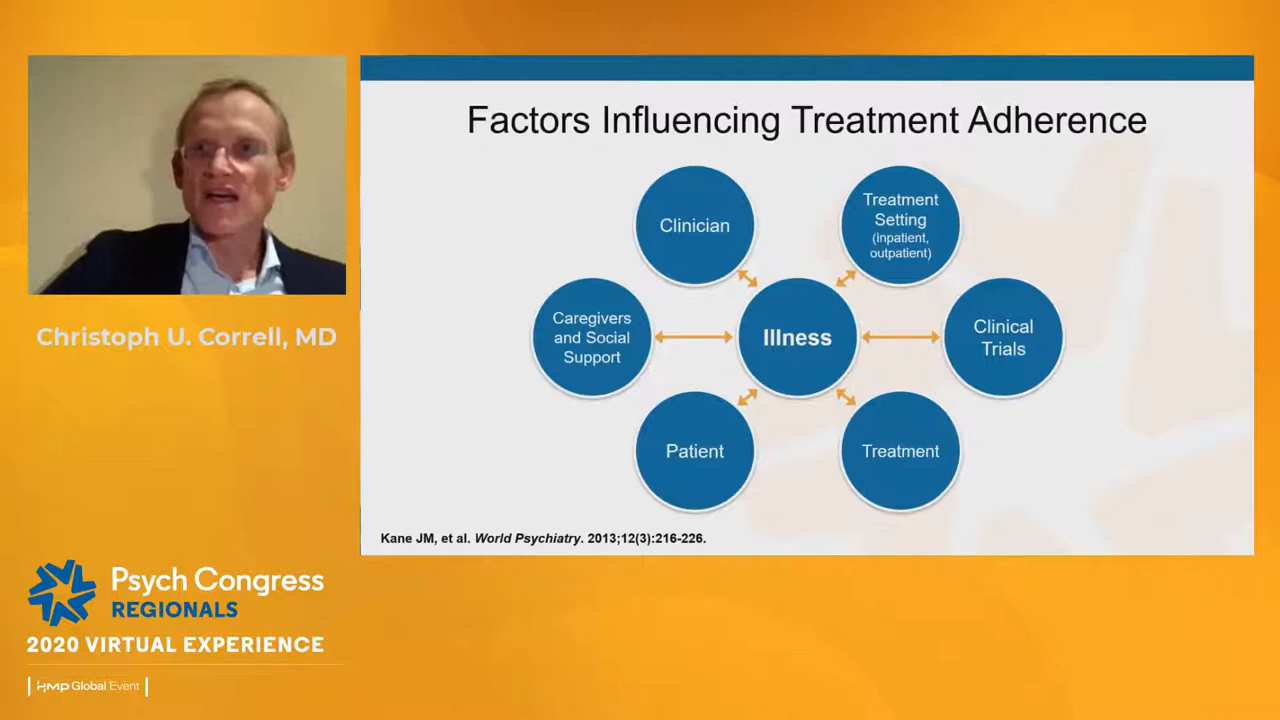 Factors Influencing Treatment Adherence
Clinician
Treatment
Setting
(inpatient,
outpatient)
Caregivers
and Social
Support
Illness
Clinical
Trials
Patient
Treatment
Kane JM, et al. World Psychiatry. 2013;12(3):216-226.
Christoph U. Correll, MD
Psych Congress
REGIONALS
2020 VIRTUAL EXPERIENCE
HMP Global Event